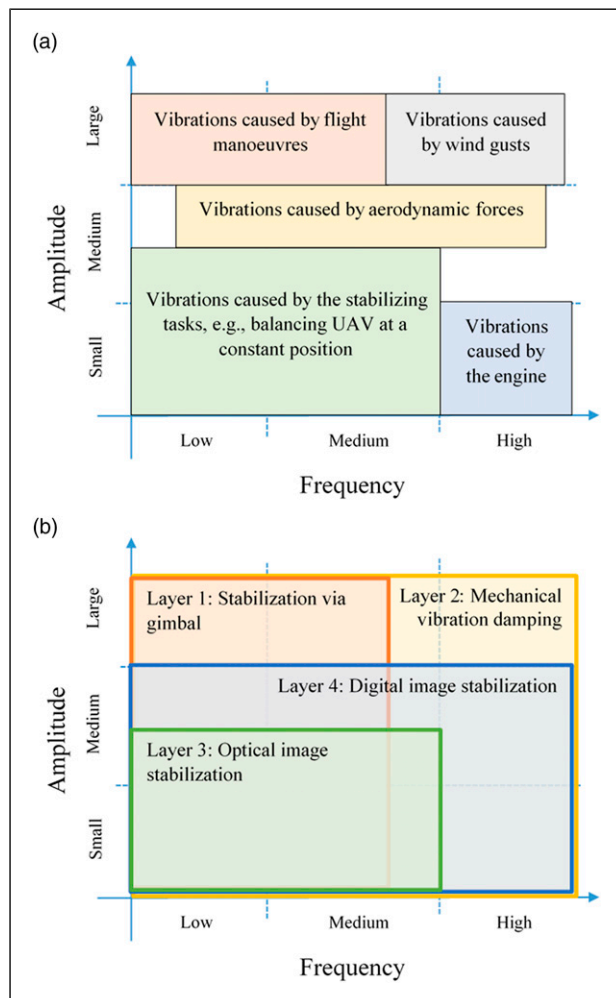 (a)
Large
Medium
Small
Amplitude
Vibrations caused by flight
manoeuvres
Vibrations caused
by wind gusts
Vibrations caused by aerodynamic forces
Vibrations caused by the stabilizing
tasks, e.g., balancing UAV at a
constant position
Vibrations
caused by
the engine
Low
Medium
High
Frequency
(b)
Large
Medium
Small
Amplitude
Layer 1: Stabilization via
gimbal
Layer 2: Mechanical
vibration damping
Layer 4: Digital image stabilization
Layer 3: Optical image
stabilization
Low
Medium
High
Frequency